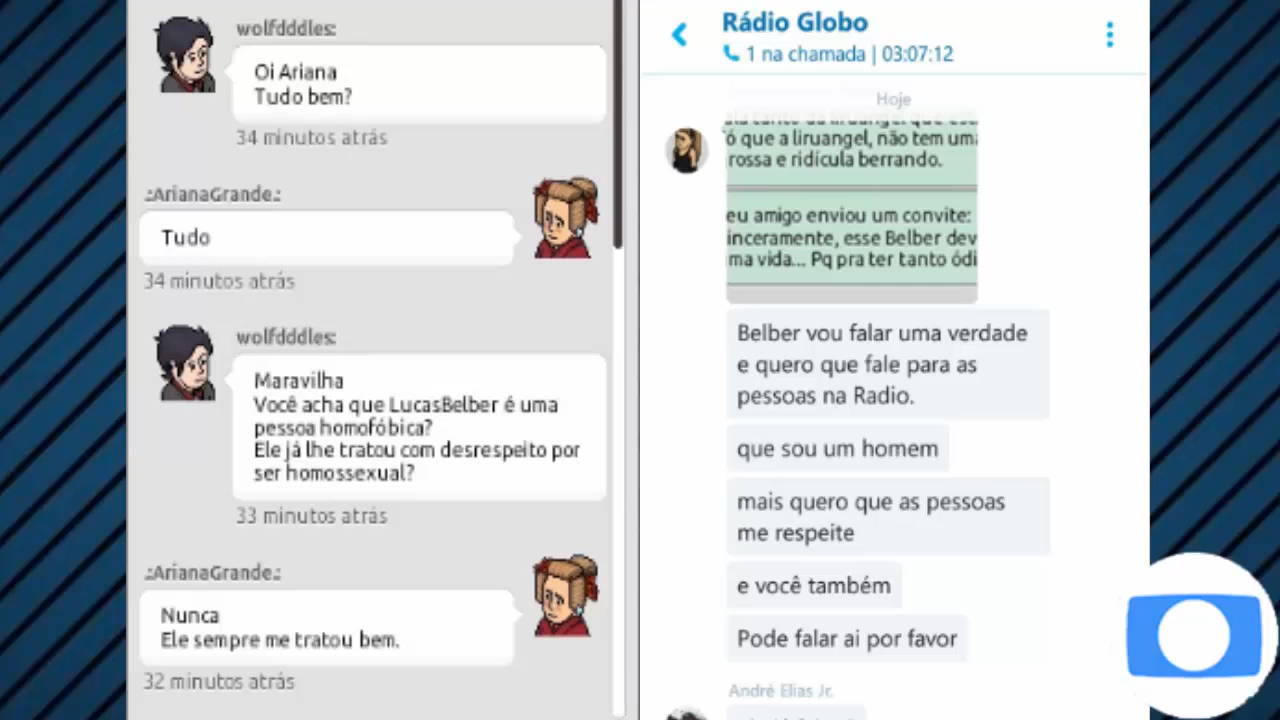 wolfdddles:
Oi Ariana
Tudo bem?
34 minutos atrás
.:ArianaGrande.:
Tudo
34 minutos atrás
wolfdddles:
Maravilha
Você acha que LucasBelber é uma
pessoa homofóbica?
Ele já lhe tratou com desrespeito por
ser homossexual?
33 minutos atrás
.:ArianaGrande.:
Nunca
Ele sempre me tratou bem.
32 minutos atrás
Rádio Globo
1 na chamada | 03:07:12
Hoje
ó que a liruangel, não tem uma
rossa e ridícula berrando.
eu amigo enviou um convite:
inceramente, esse Belber dev
ma vida... Pq pra ter tanto ódi
Belber vou falar uma verdade
e quero que fale para as
pessoas na Radio.
que sou um homem
mais quero que as pessoas
me respeite
e você também
Pode falar ai por favor
André Elias Jr.